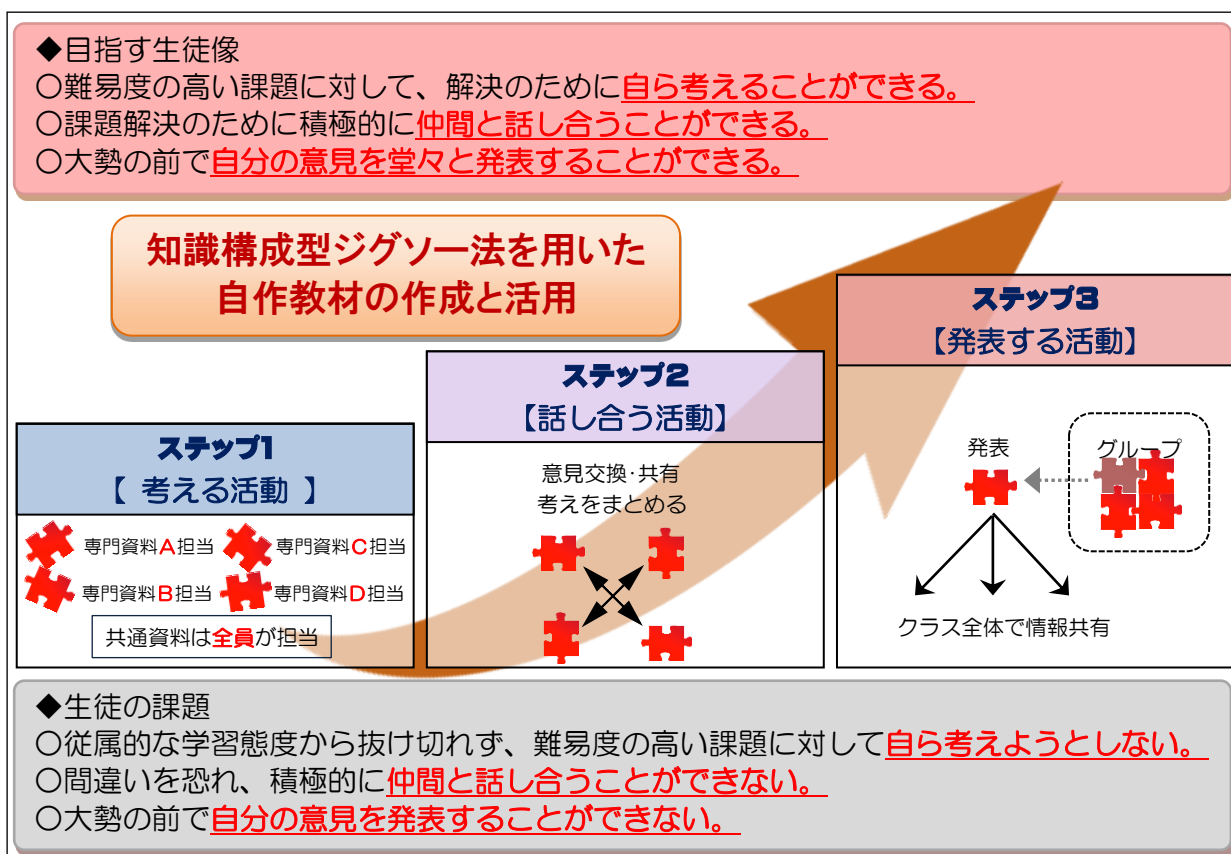 ◆目指す生徒像
〇難易度の高い課題に対して、解決のために自ら考えることができる。
〇課題解決のために積極的に仲間と話し合うことができる。
〇大勢の前で自分の意見を堂々と発表することができる。
知識構成型ジグソー法を用いた
自作教材の作成と活用
ステップ1
【 考える活動 】
専門資料A担当
専門資料C担当
専門資料B担当
専門資料D担当
共通資料は全員が担当
ステップ2
【話し合う活動】
意見交換・共有
考えをまとめる
ステップ3
【発表する活動】
発表
グループ
クラス全体で情報共有
◆生徒の課題
〇従属的な学習態度から抜け切れず、難易度の高い課題に対して自ら考えようとしない。
〇間違いを恐れ、積極的に仲間と話し合うことができない。
〇大勢の前で自分の意見を発表することができない。